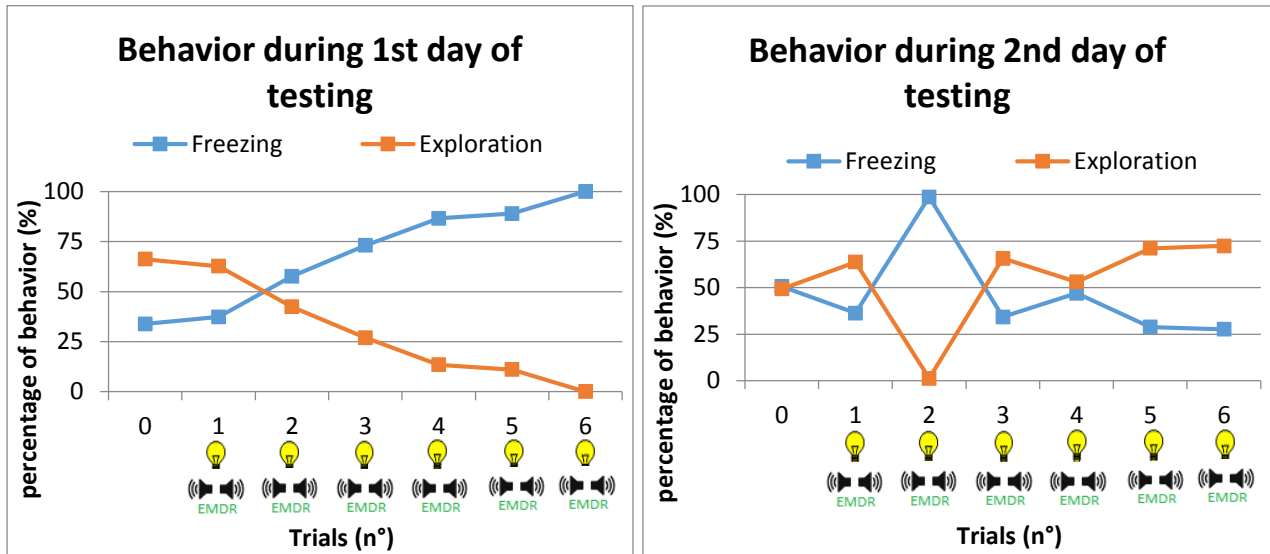 Behavior during 1st day of
testing
Freezing
Exploration
percentage of behavior (%)
100
75
50
25
0
0 1 2 3 4 5 6
EMDR EMDR EMDR EMDR EMDR EMDR
Trials (n°)
Behavior during 2nd day of
testing
Freezing
Exploration
percentage of behavior (%)
100
75
50
25
0
0 1 2 3 4 5 6
EMDR EMDR EMDR EMDR EMDR EMDR
Trials (n°)